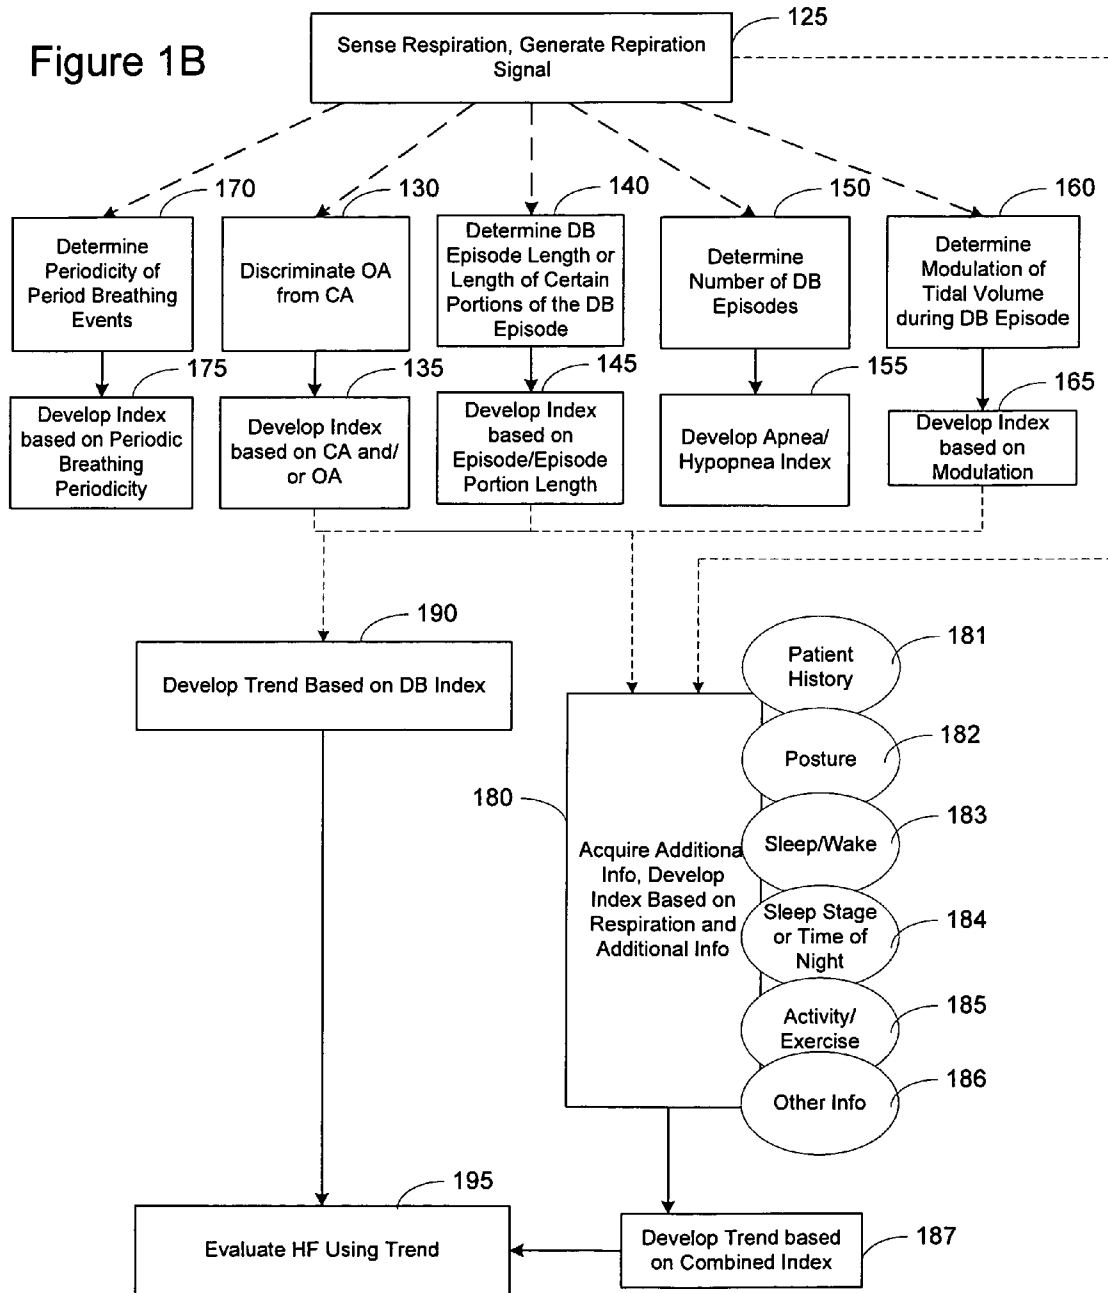 Figure 1B
125
Sense Respiration, Generate Repiration
Signal
170
130
140
150
160
Determine
Periodicity of
Period Breathing
Events
Discriminate OA
from CA
Determine DB
Episode Length or
Length of Certain
Portions of the DB
Episode
Determine
Number of DB
Episodes
Determine
Modulation of
Tidal Volume
during DB Episode
175
135
145
155
165
Develop Index
based on Periodic
Breathing
Periodicity
Develop Index
based on CA and/
or OA
Develop Index
based on
Episode/Episode
Portion Length
Develop Apnea/
Hypopnea Index
Develop Index
based on
Modulation
190
Develop Trend Based on DB Index
181
Patient
History
182
Posture
180
183
Sleep/Wake
Acquire Additiona
Info, Develop
Index Based on
Respiration and
Additional Info
184
Sleep Stage
or Time of
Night
185
Activity/
Exercise
186
Other Info
195
Evaluate HF Using Trend
Develop Trend based
on Combined Index
187